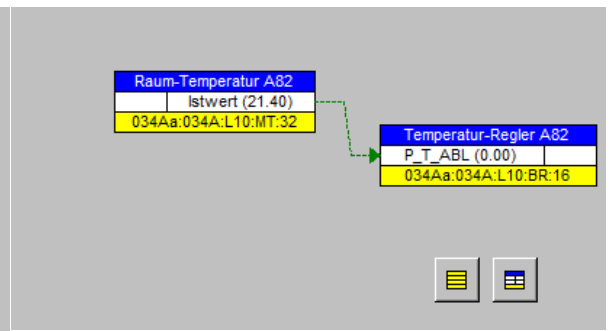 Raum-Temperatur A82
Istwert (21.40)
034Aa:034A:L10:MT:32
Temperatur-Regler A82
P_T_ABL (0.00)
034Aa:034A:L10:BR:16